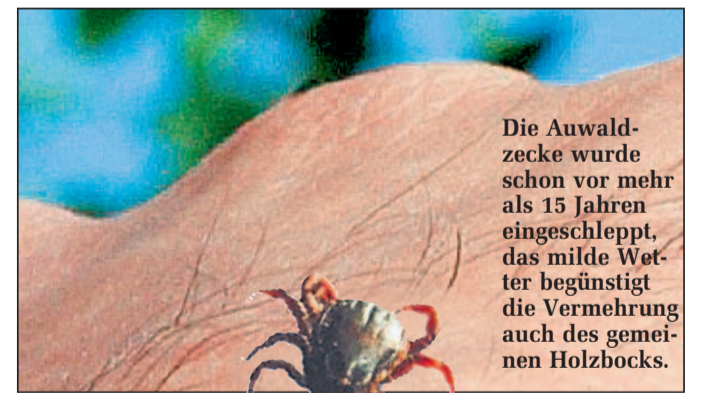 Die Auwald-
zecke wurde
schon vor mehr
als 15 Jahren
eingeschleppt,
das milde Wet-
ter begünstigt
die Vermehrung
auch des gemei-
nen Holzbocks.